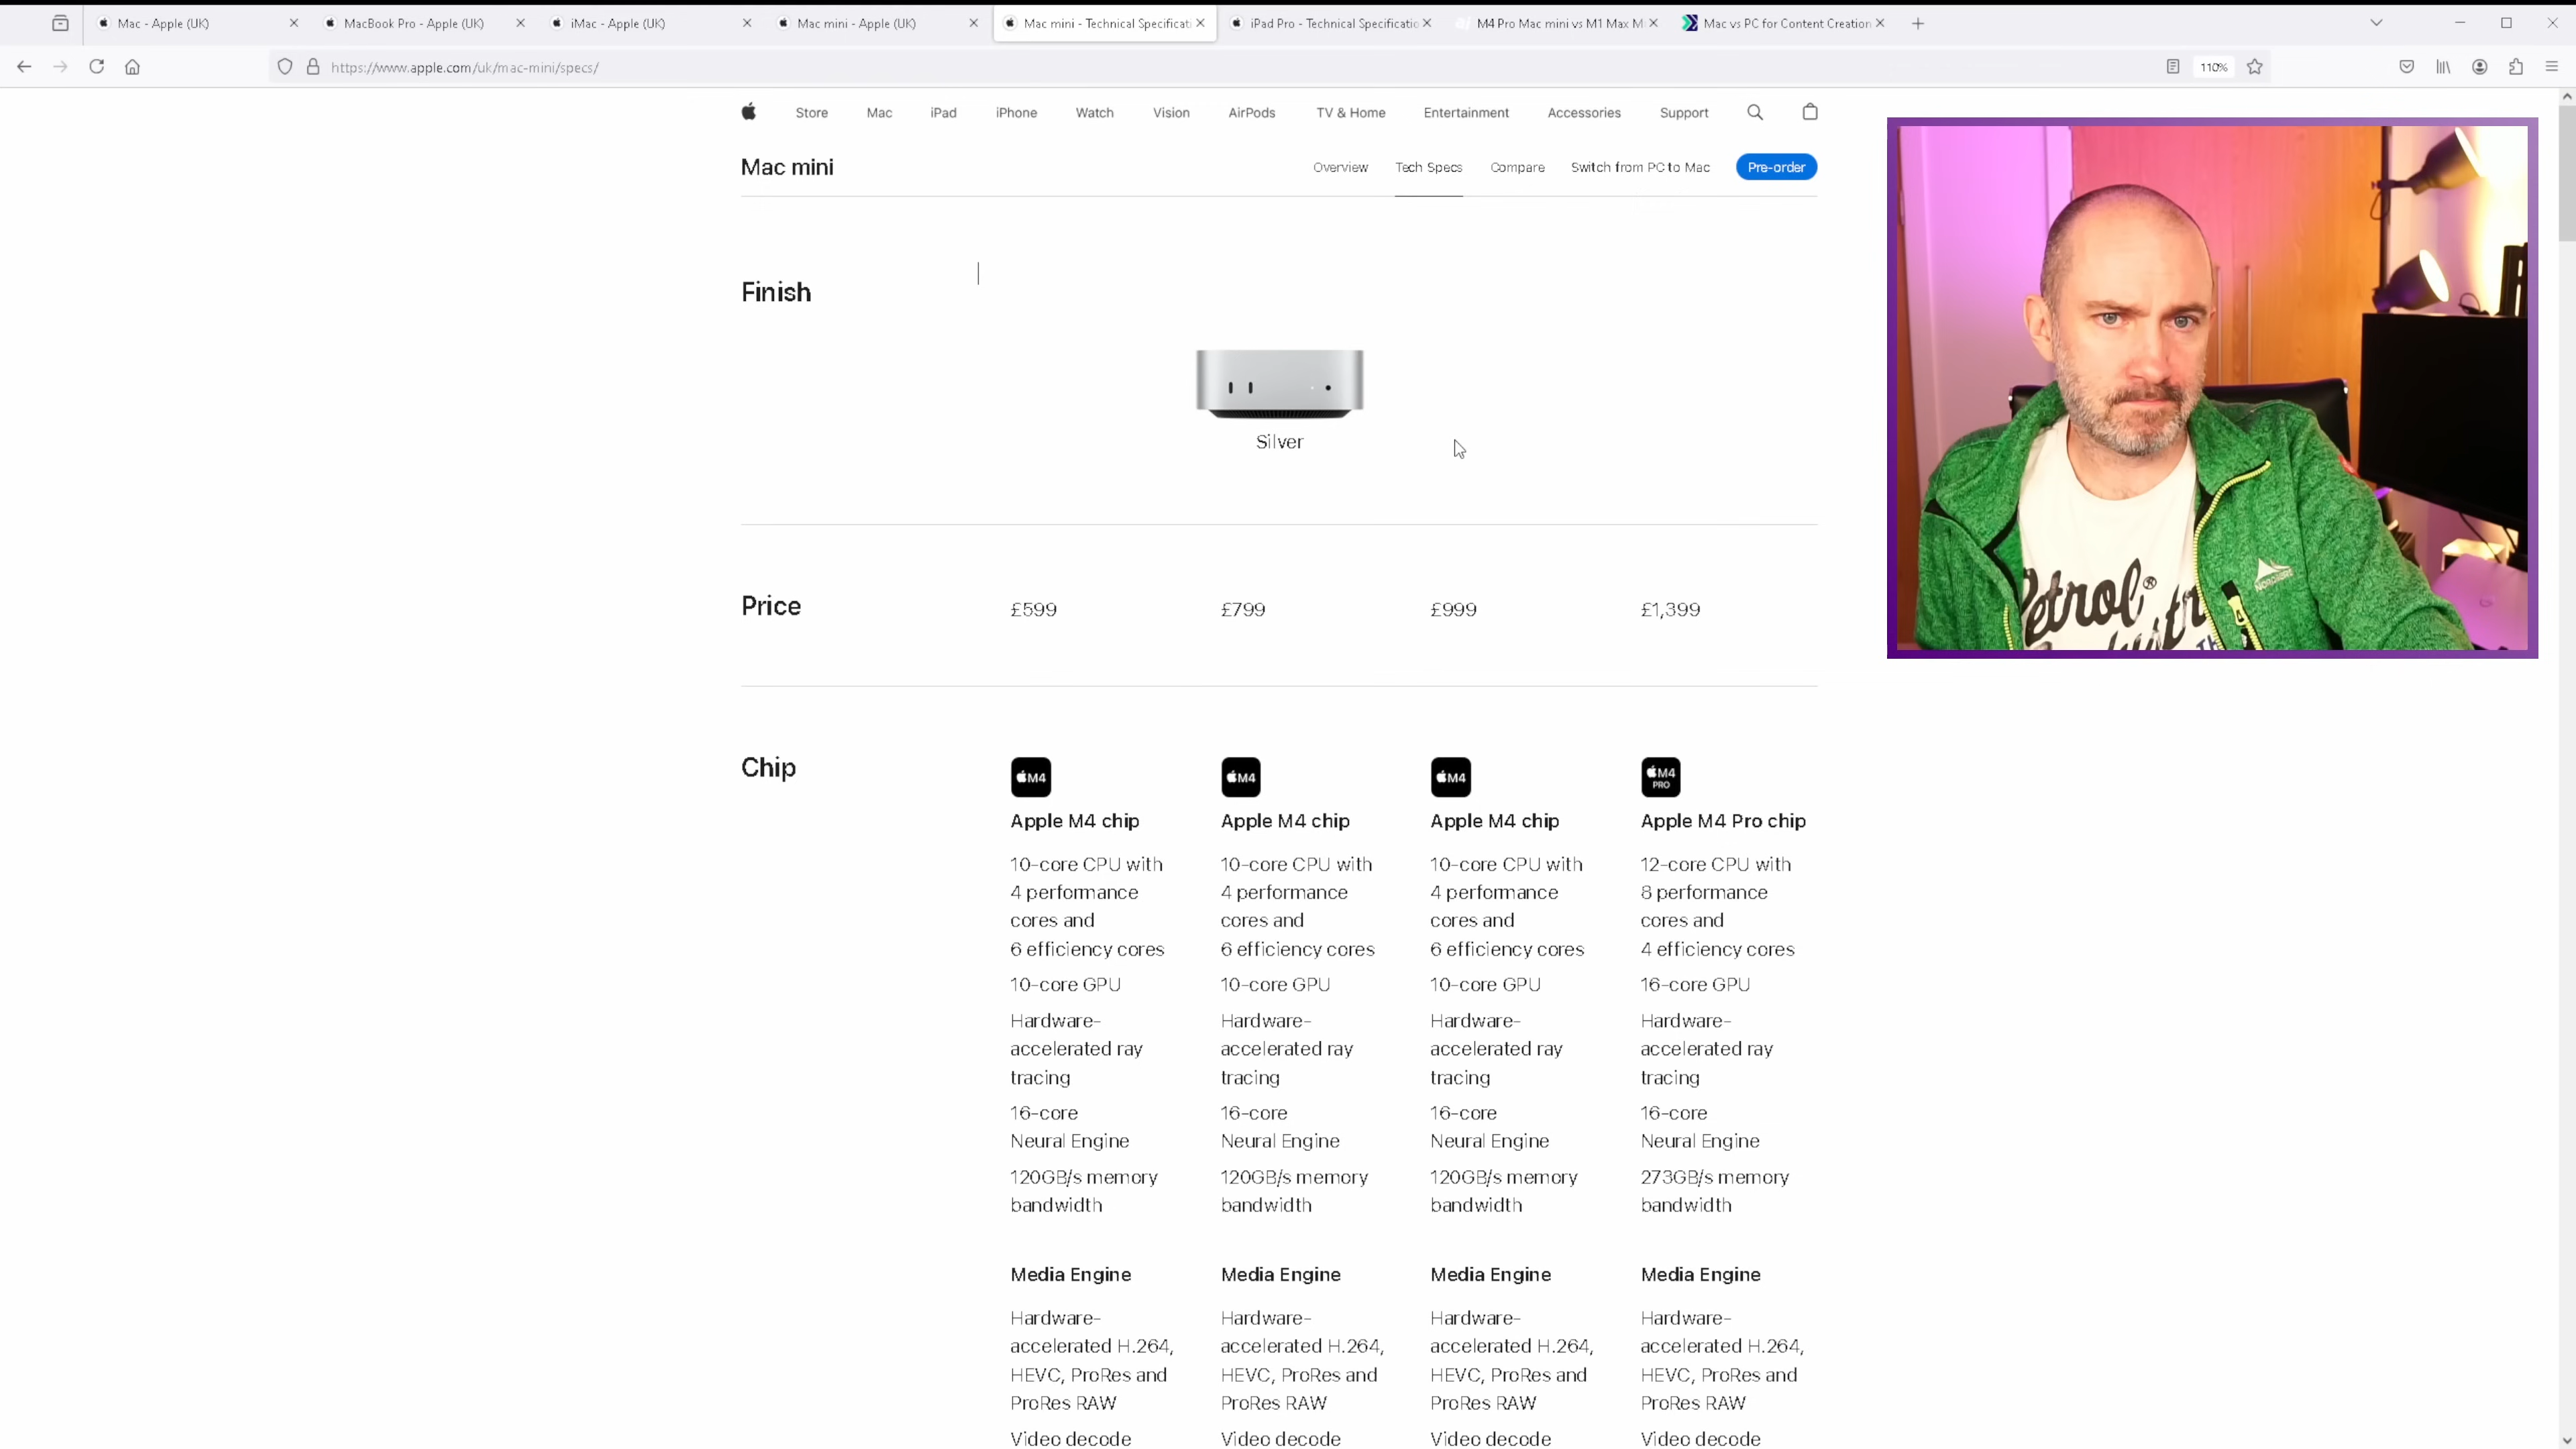 Mac - Apple (UK)
MacBook Pro - Apple (UK)
iMac - Apple (UK)
Mac mini - Apple (UK)
Mac mini - Technical Specificati
iPad Pro - Technical Specificatio
M4 Pro Mac mini vs M1 Max M
Mac vs PC for Content Creation
https://www.apple.com/uk/mac-mini/specs/
110%
Store
Mac
iPad
iPhone
Watch
Vision
AirPods
TV & Home
Entertainment
Accessories
Support
Mac mini
Overview
Tech Specs
Compare
Switch from PC to Mac
Pre-order
Finish
Silver
Price
£599
£799
£999
£1,399
Chip
M4
M4
M4
M4
PRO
Apple M4 chip
10-core CPU with
4 performance
cores and
6 efficiency cores
10-core GPU
Hardware-
accelerated ray
tracing
16-core
Neural Engine
120GB/s memory
bandwidth
Media Engine
Hardware-
accelerated H.264,
HEVC, ProRes and
ProRes RAW
Video decode
Apple M4 chip
10-core CPU with
4 performance
cores and
6 efficiency cores
10-core GPU
Hardware-
accelerated ray
tracing
16-core
Neural Engine
120GB/s memory
bandwidth
Media Engine
Hardware-
accelerated H.264,
HEVC, ProRes and
ProRes RAW
Video decode
Apple M4 chip
10-core CPU with
4 performance
cores and
6 efficiency cores
10-core GPU
Hardware-
accelerated ray
tracing
16-core
Neural Engine
120GB/s memory
bandwidth
Media Engine
Hardware-
accelerated H.264,
HEVC, ProRes and
ProRes RAW
Video decode
Apple M4 Pro chip
12-core CPU with
8 performance
cores and
4 efficiency cores
16-core GPU
Hardware-
accelerated ray
tracing
16-core
Neural Engine
273GB/s memory
bandwidth
Media Engine
Hardware-
accelerated H.264,
HEVC, ProRes and
ProRes RAW
Video decode
Petrol®